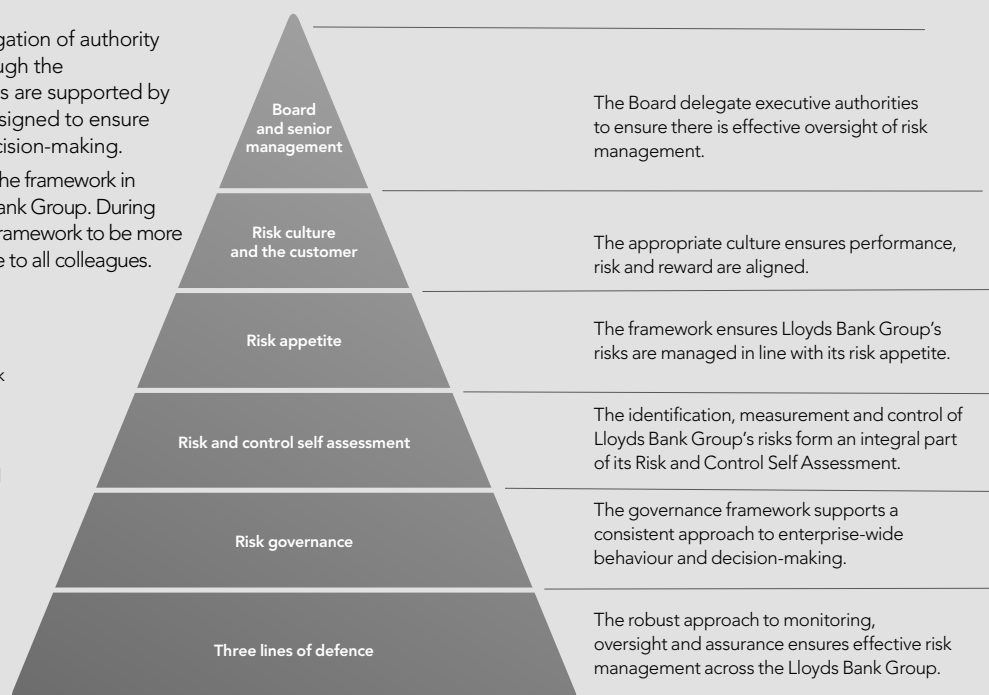 gation of authority
ugh the
s are supported by
signed to ensure
cision-making.
he framework in
ank Group. During
ramework to be more
e to all colleagues.
k
Board
and senior
management
The Board delegate executive authorities
to ensure there is effective oversight of risk
management.
Risk culture
and the customer
The appropriate culture ensures performance,
risk and reward are aligned.
Risk appetite
The framework ensures Lloyds Bank Group's
risks are managed in line with its risk appetite.
Risk and control self assessment
The identification, measurement and control of
Lloyds Bank Group's risks form an integral part
of its Risk and Control Self Assessment.
Risk governance
The governance framework supports a
consistent approach to enterprise-wide
behaviour and decision-making.
Three lines of defence
The robust approach to monitoring,
oversight and assurance ensures effective risk
management across the Lloyds Bank Group.